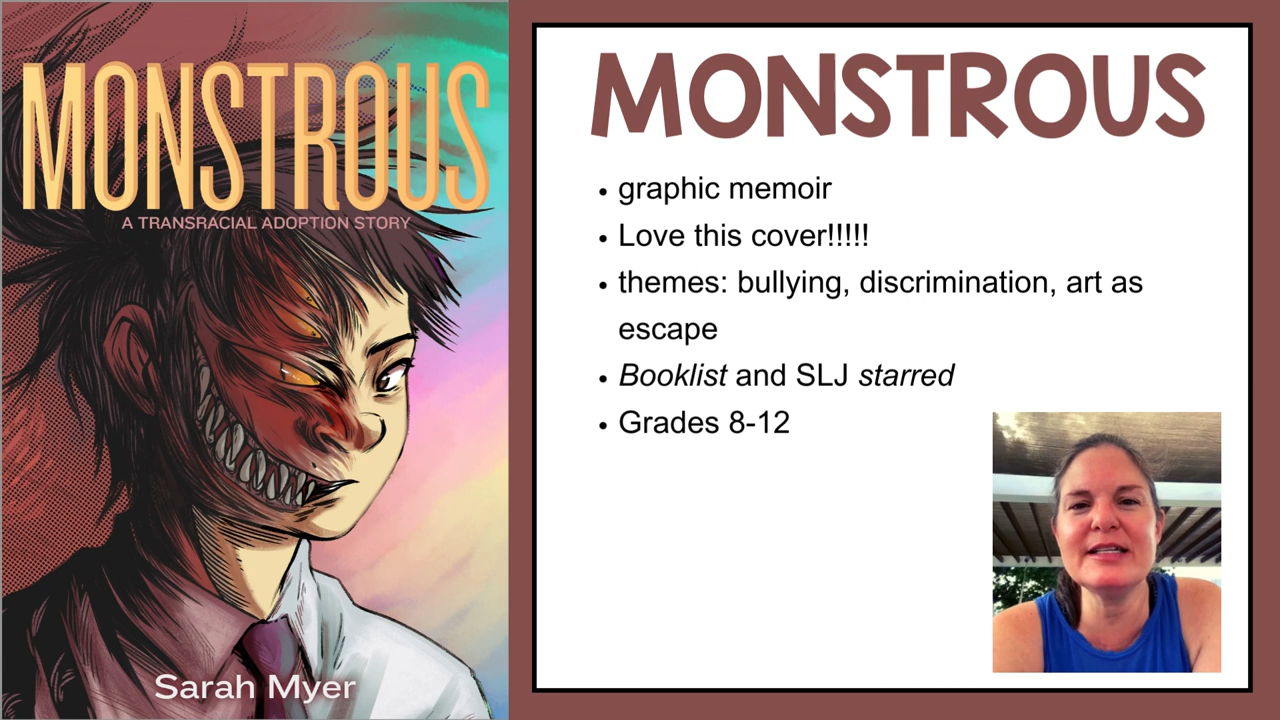 MONSTROUS
A TRANSRACIAL ADOPTION STORY
Sarah Myer
MONSTROUS
• graphic memoir
• Love this cover!!!!!
• themes: bullying, discrimination, art as
escape
• Booklist and SLJ starred
• Grades 8-12